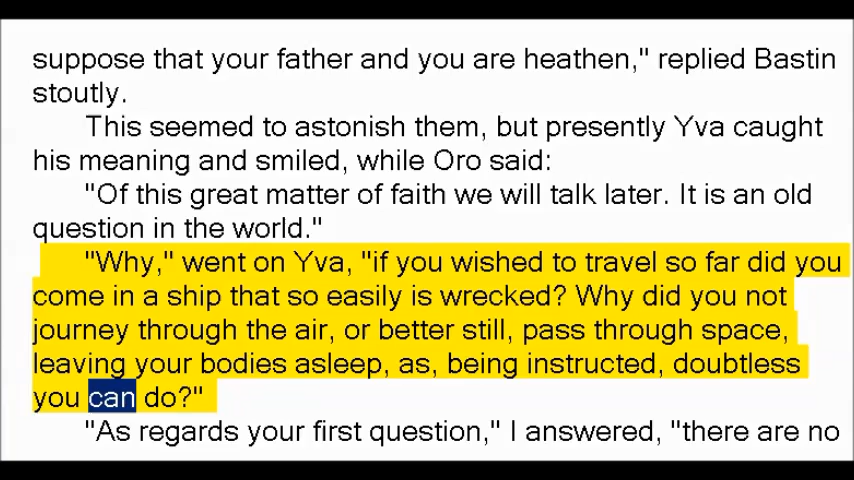 suppose that your father and you are heathen," replied Bastin
stoutly.
This seemed to astonish them, but presently Yva caught
his meaning and smiled, while Oro said:
"Of this great matter of faith we will talk later. It is an old
question in the world."
"Why," went on Yva, "if you wished to travel so far did you
come in a ship that so easily is wrecked? Why did you not
journey through the air, or better still, pass through space,
leaving your bodies asleep, as, being instructed, doubtless
you can do?"
"As regards your first question," I answered, "there are no